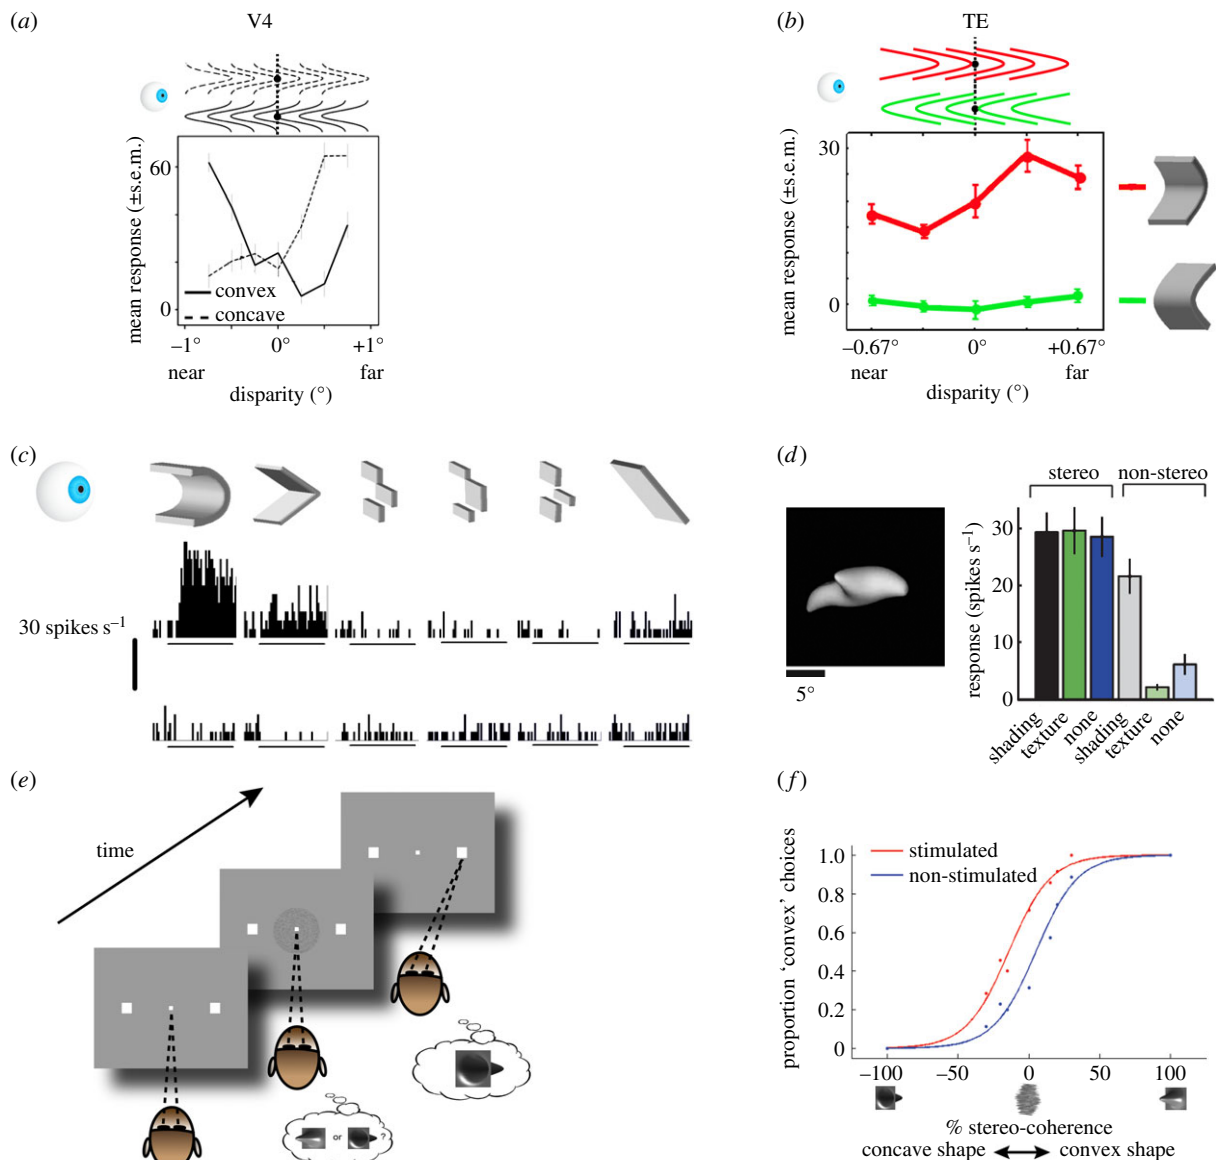 (a)
V4
mean response (±s.e.m.)
60
0
convex
concave
–1°
0°
+1°
near
far
disparity (°)
(b)
TE
mean response (±s.e.m.)
30
0
–0.67°
0°
+0.67°
near
far
disparity (°)
(c)
30 spikes s–1
(d)
5°
stereo
non-stereo
response (spikes s–1)
30
20
10
0
shading
texture
none
shading
texture
none
(e)
time
or ?
(f)
stimulated
non-stimulated
proportion ‘convex’ choices
1.0
0.8
0.6
0.4
0.2
0
–100
–50
0
50
100
% stereo-coherence
concave shape
convex shape